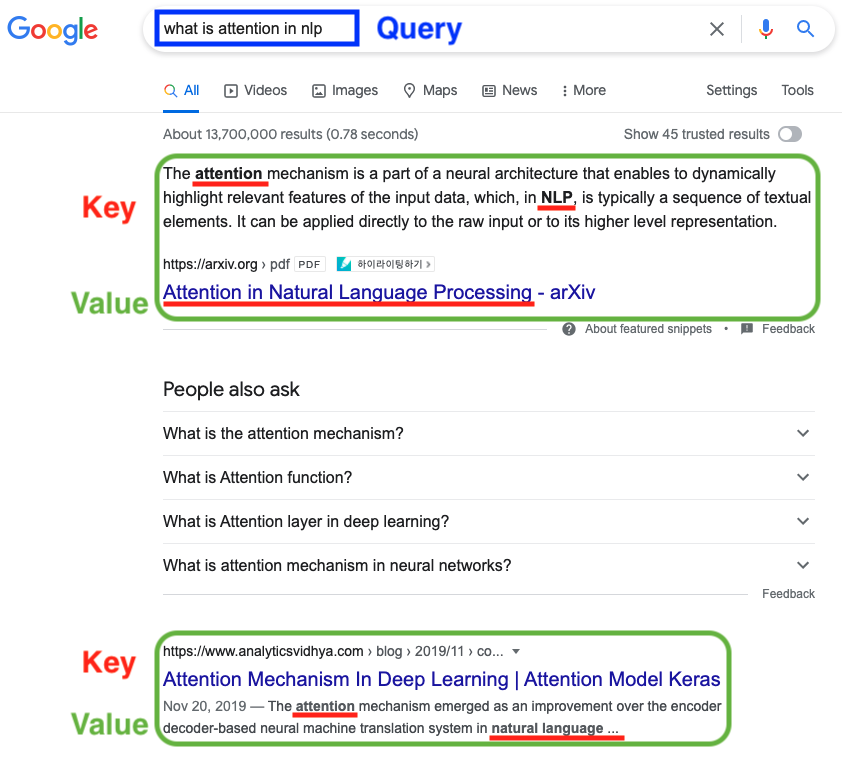 Google
what is attention in nlp Query
All Videos Images Maps News More Settings Tools
About 13,700,000 results (0.78 seconds) Show 45 trusted results
The attention mechanism is a part of a neural architecture that enables to dynamically
Key highlight relevant features of the input data, which, in NLP, is typically a sequence of textual
elements. It can be applied directly to the raw input or to its higher level representation.
https://arxiv.org › pdf PDF 하이라이팅하기 ›
Value Attention in Natural Language Processing - arXiv
About featured snippets • Feedback
People also ask
What is the attention mechanism?
What is Attention function?
What is Attention layer in deep learning?
What is attention mechanism in neural networks?
Feedback
https://www.analyticsvidhya.com › blog › 2019/11 › co...
Key Attention Mechanism In Deep Learning | Attention Model Keras
Nov 20, 2019 — The attention mechanism emerged as an improvement over the encoder
Value decoder-based neural machine translation system in natural language ...